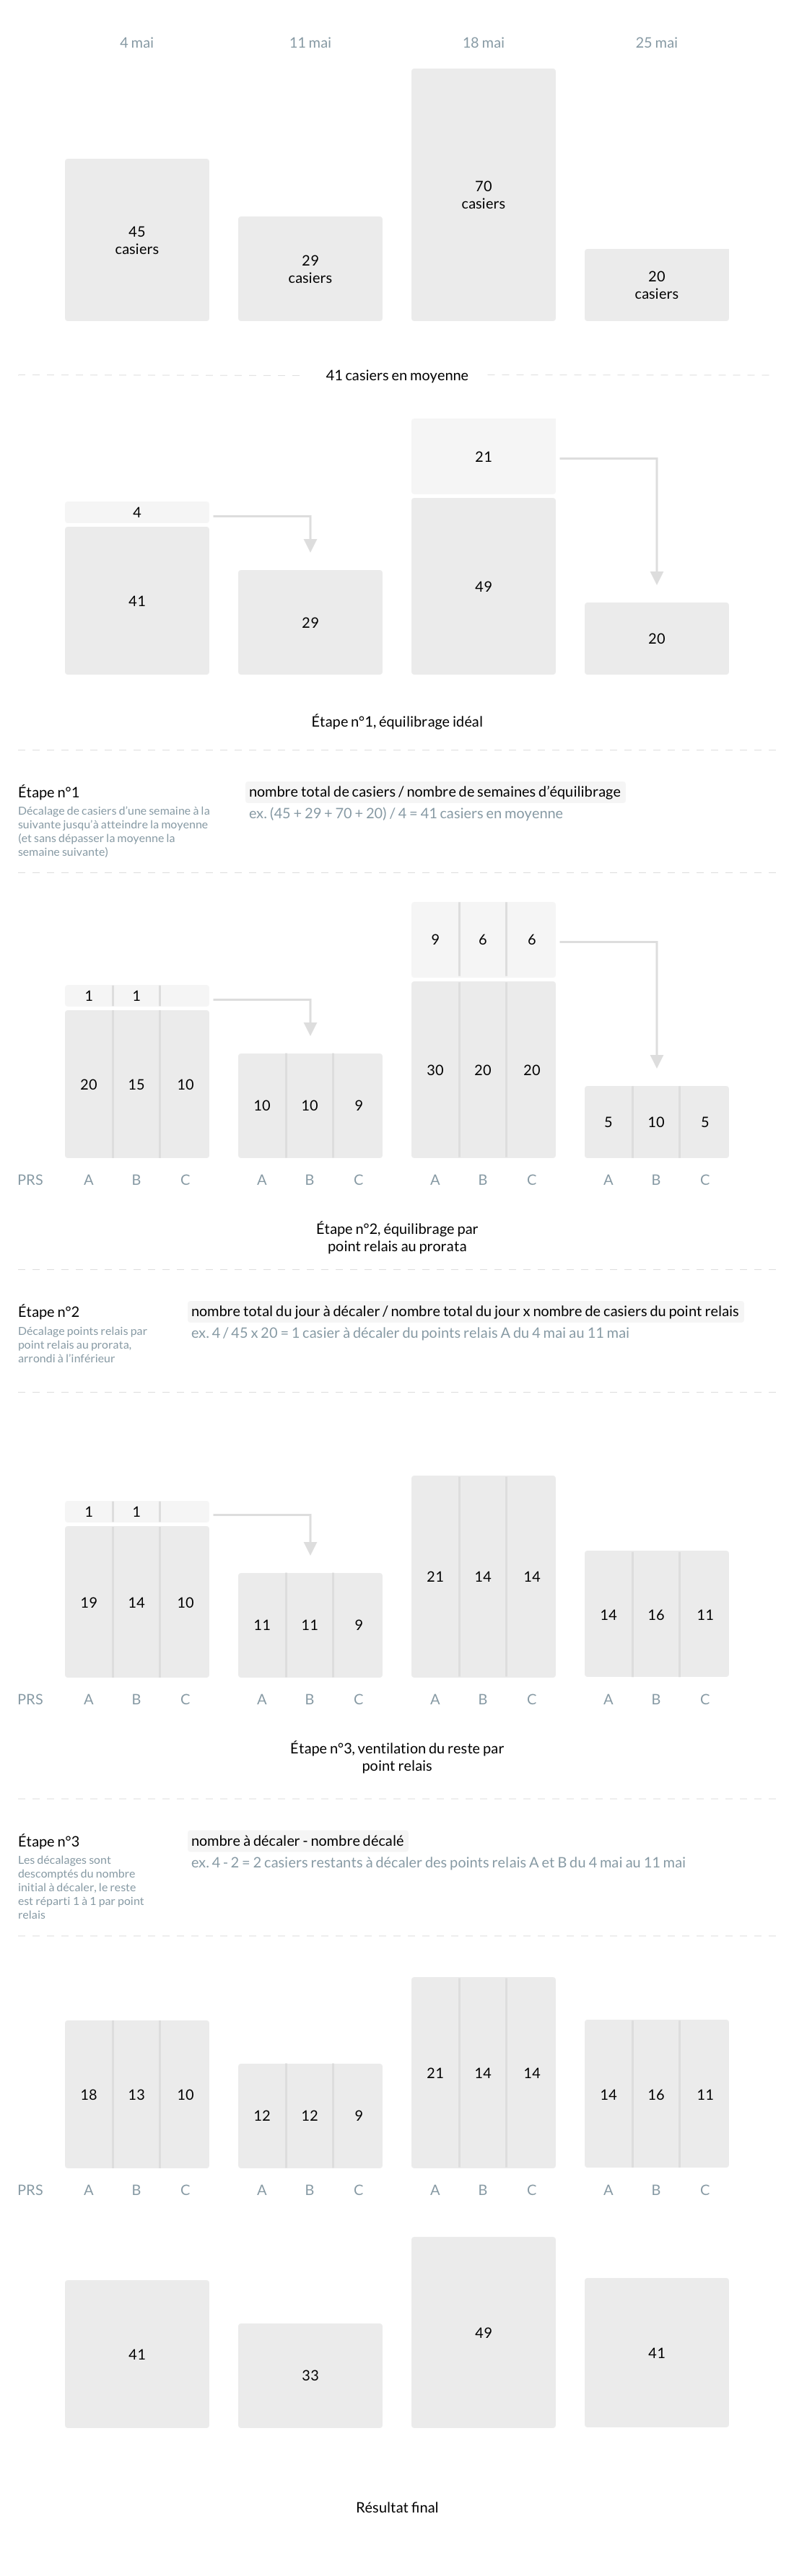 4 mai 11 mai 18 mai 25 mai
70
casiers
45
casiers
29
casiers
20
casiers
41 casiers en moyenne
21
4
41
49
29
20
Étape n°1, équilibrage idéal
Étape n°1
Décalage de casiers d’une semaine à la
suivante jusqu’à atteindre la moyenne
(et sans dépasser la moyenne la
semaine suivante)
nombre total de casiers / nombre de semaines d’équilibrage
ex. (45 + 29 + 70 + 20) / 4 = 41 casiers en moyenne
9 6 6
1 1
20 15 10
10 10 9
30 20 20
5 10 5
PRS A B C A B C A B C A B C
Étape n°2, équilibrage par
point relais au prorata
Étape n°2
Décalage points relais par
point relais au prorata,
arrondi à l’inférieur
nombre total du jour à décaler / nombre total du jour x nombre de casiers du point relais
ex. 4 / 45 x 20 = 1 casier à décaler du points relais A du 4 mai au 11 mai
1 1
19 14 10
11 11 9
21 14 14
14 16 11
PRS A B C A B C A B C A B C
Étape n°3, ventilation du reste par
point relais
Étape n°3
Les décalages sont
descomptés du nombre
initial à décaler, le reste
est réparti 1 à 1 par point
relais
nombre à décaler - nombre décalé
ex. 4 - 2 = 2 casiers restants à décaler des points relais A et B du 4 mai au 11 mai
18 13 10
12 12 9
21 14 14
14 16 11
PRS A B C A B C A B C A B C
41
33
49
41
Résultat final